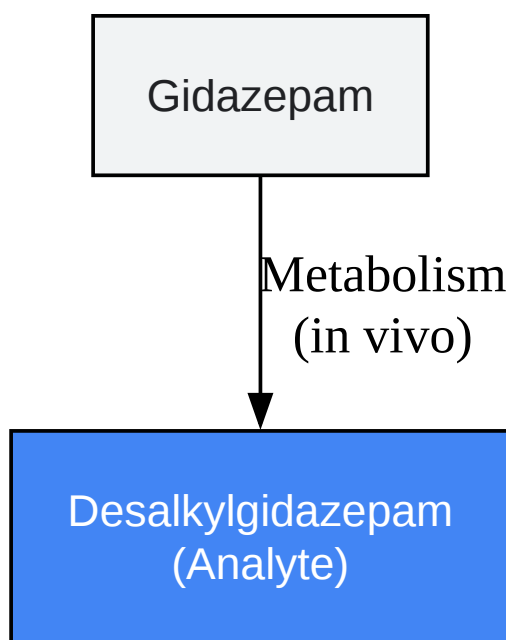 Gidazepam
Metabolism
(in vivo)
Desalkylgidazepam
(Analyte)